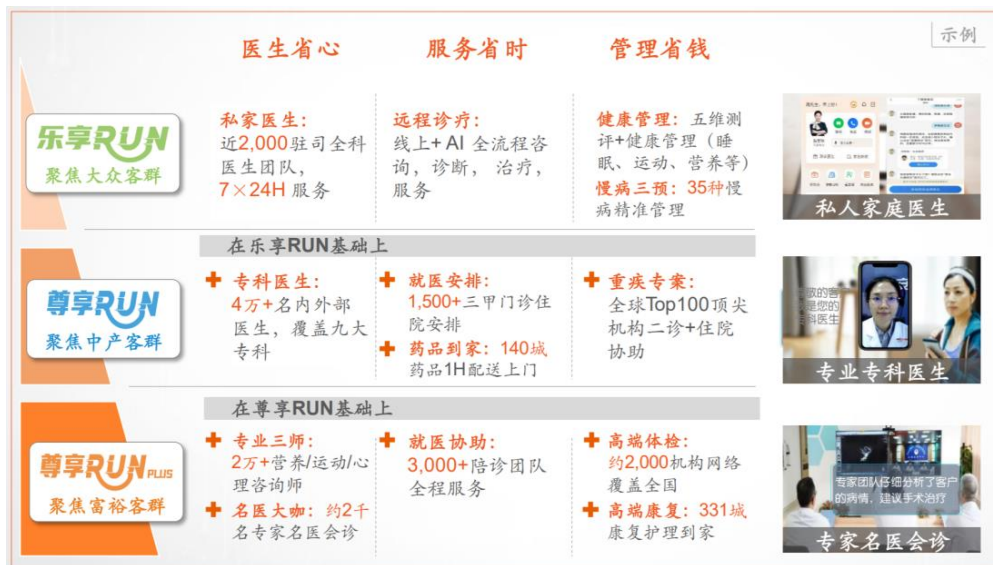 示例
医生省心
服务省时
管理省钱
乐享RUN
聚焦大众客群
私家医生：
近2,000驻司全科
医生团队，
7×24H 服务
远程诊疗：
线上+ AI 全流程咨
询，诊断， 治疗，
服务
健康管理： 五维测
评+健康管理（睡
眠、运动、营养等）
慢病三预：35种慢
病精准管理
私人家庭医生
在乐享RUN基础上
尊享RUN
聚焦中产客群
专科医生：
4万+名内外部
医生，覆盖九大
专科
就医安排：
1,500+三甲门诊住
院安排
药品到家：140城
药品1H配送上门
重疾专案：
全球Top100顶尖
机构二诊+住院
协助
专业专科医生
在尊享RUN基础上
尊享RUN PLUS
聚焦富裕客群
专业三师：
2万+营养/运动/心
理咨询师
名医大咖：约2千
名专家名医会诊
就医协助：
3,000+陪诊团队
全程服务
高端体检：
约2,000机构网络
覆盖全国
高端康复：331城
康复护理到家
专家团队仔细分析了客户
的病情，建议手术治疗
专家名医会诊